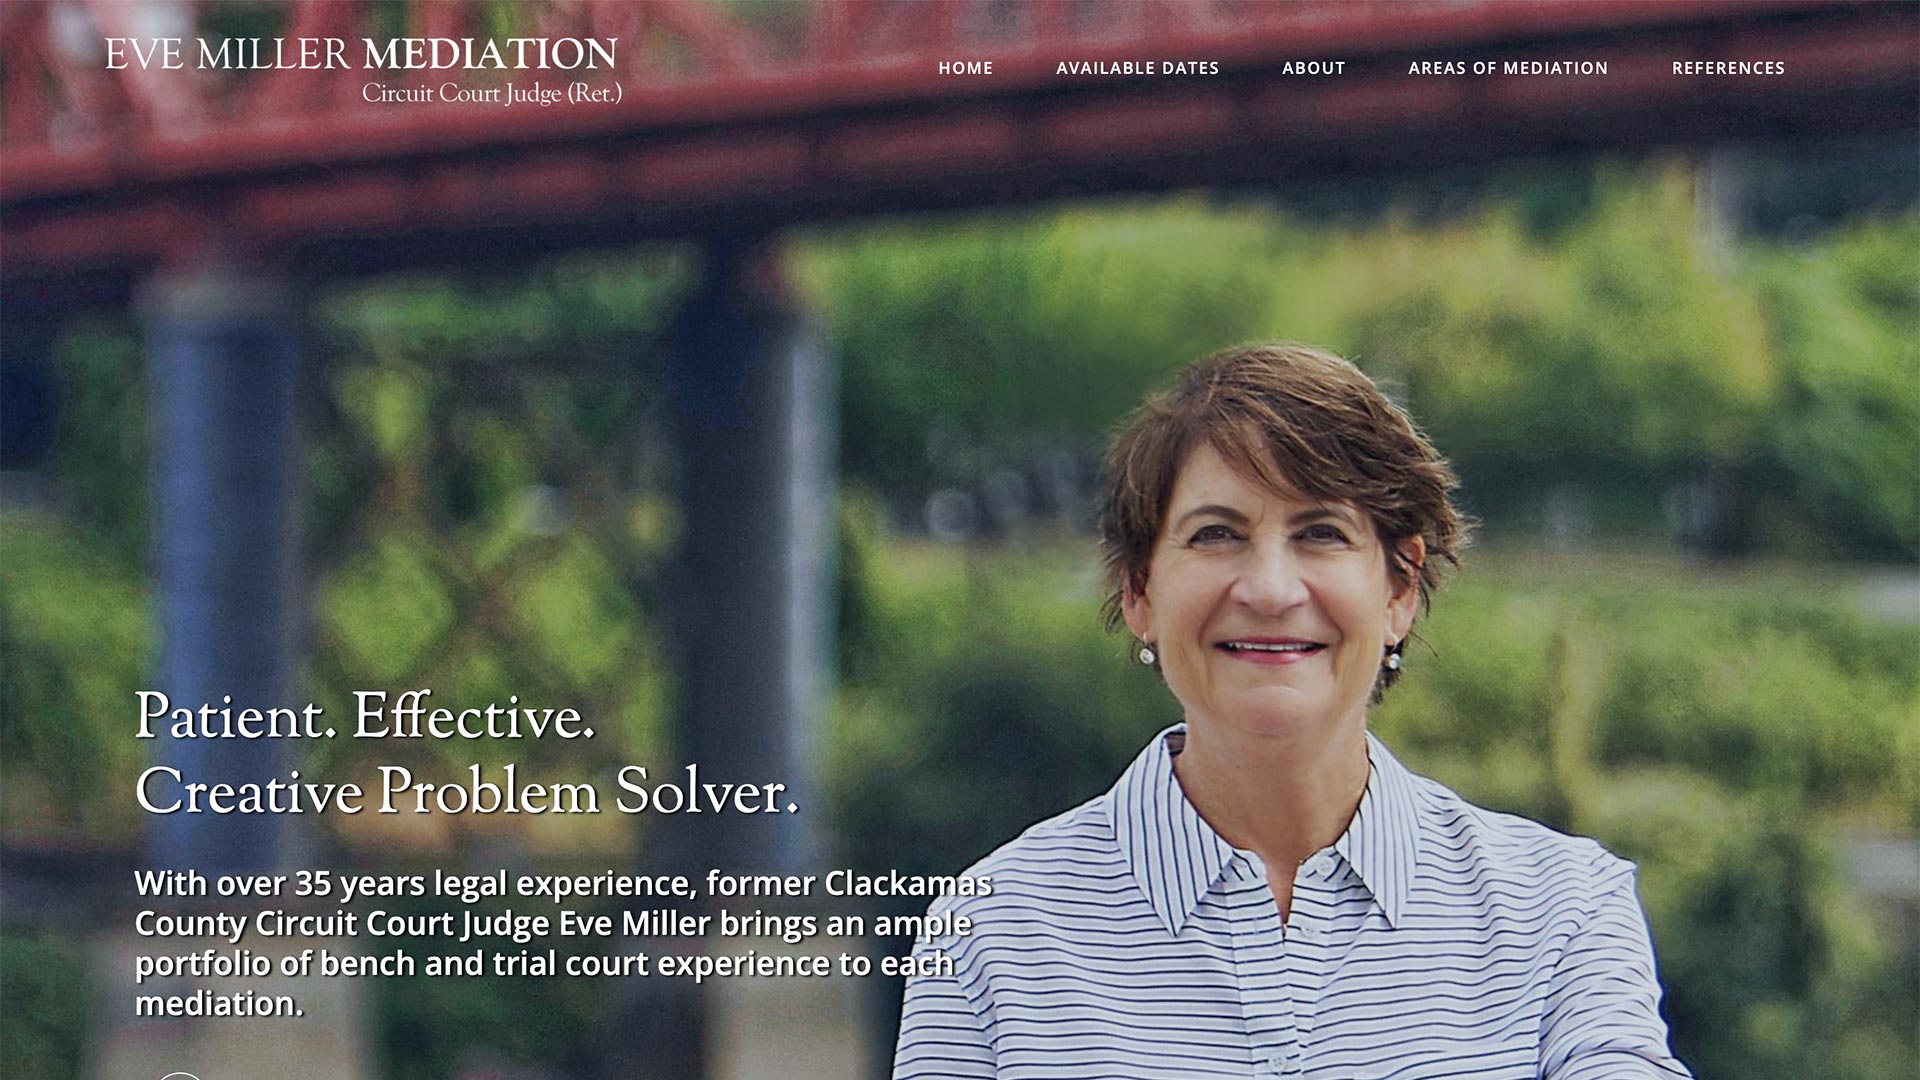 EVE MILLER MEDIATION
Circuit Court Judge (Ret.)
HOME AVAILABLE DATES ABOUT AREAS OF MEDIATION REFERENCES
Patient. Effective.
Creative Problem Solver.
With over 35 years legal experience, former Clackamas
County Circuit Court Judge Eve Miller brings an ample
portfolio of bench and trial court experience to each
mediation.